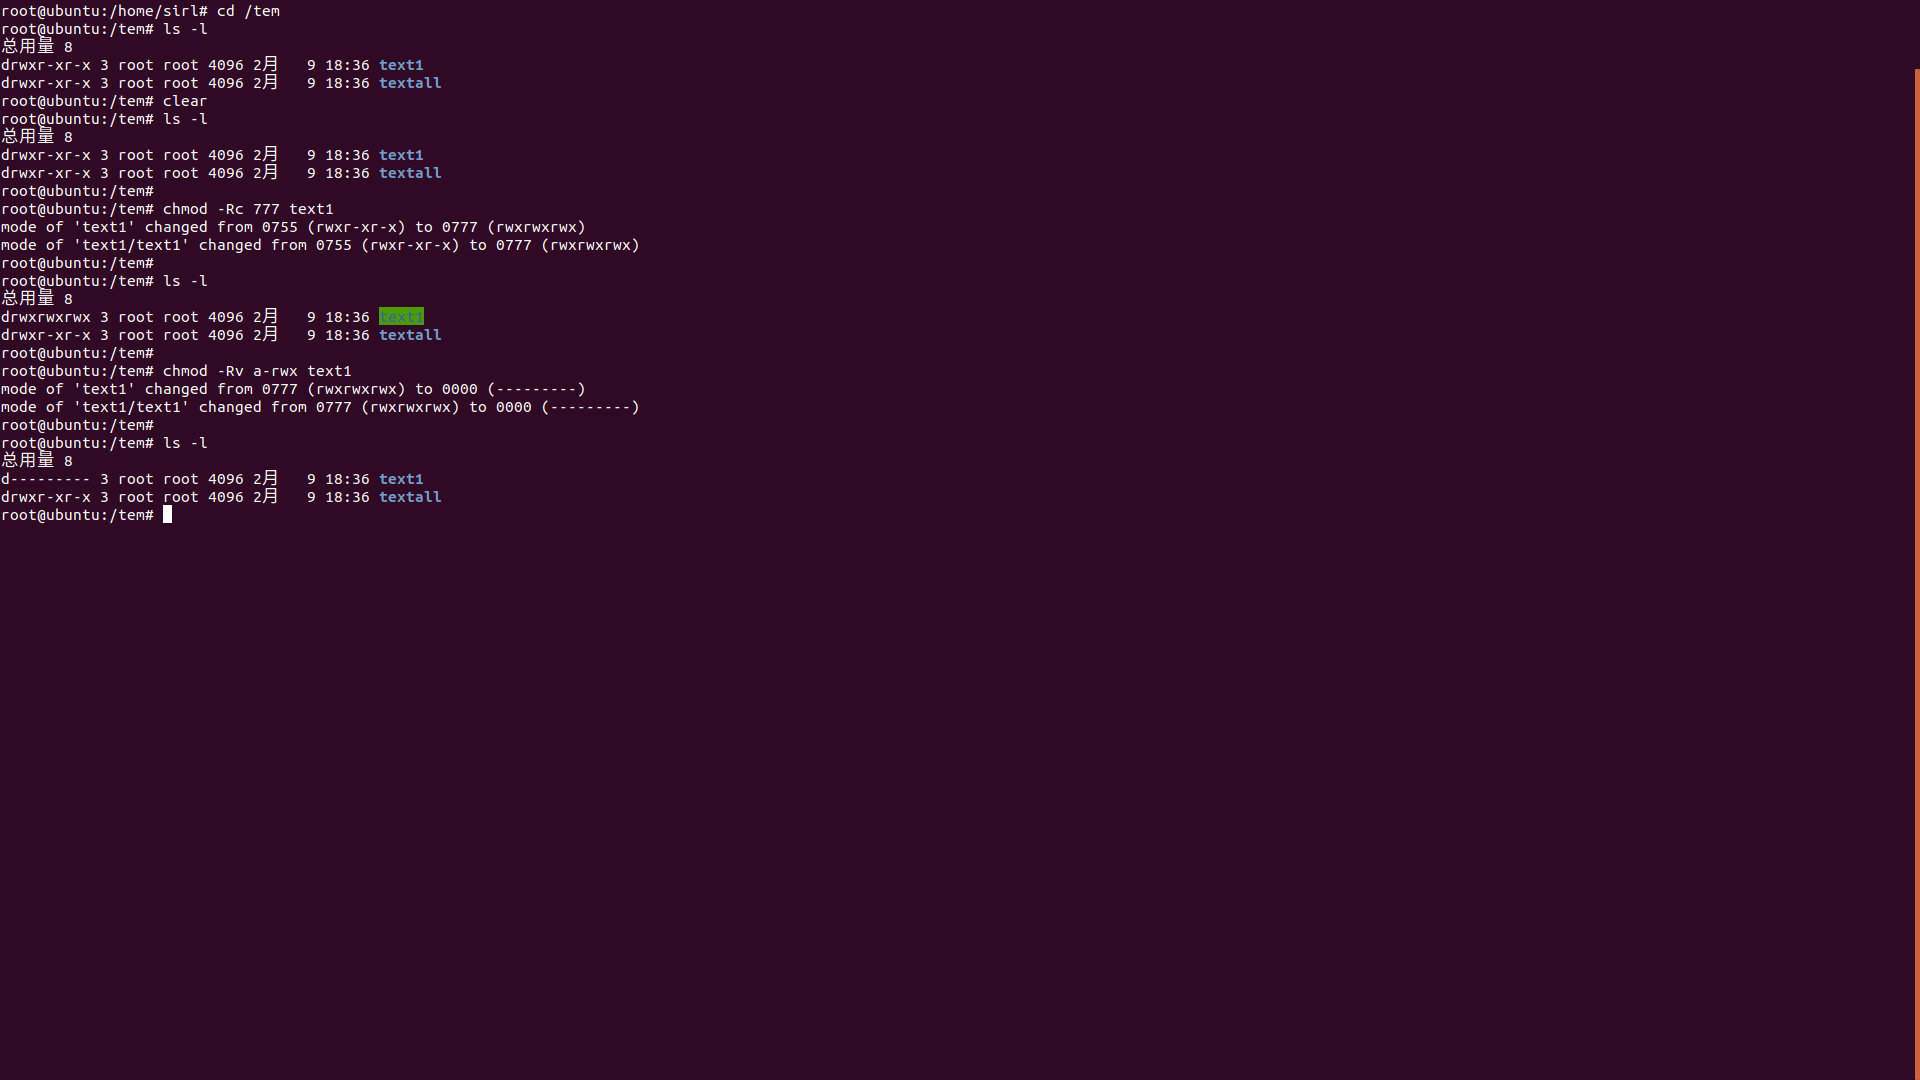 root@ubuntu:/home/sirl# cd /tem
root@ubuntu:/tem# ls -l
总用量 8
drwxr-xr-x 3 root root 4096 2月   9 18:36 text1
drwxr-xr-x 3 root root 4096 2月   9 18:36 textall
root@ubuntu:/tem# clear
root@ubuntu:/tem# ls -l
总用量 8
drwxr-xr-x 3 root root 4096 2月   9 18:36 text1
drwxr-xr-x 3 root root 4096 2月   9 18:36 textall
root@ubuntu:/tem#
root@ubuntu:/tem# chmod -Rc 777 text1
mode of 'text1' changed from 0755 (rwxr-xr-x) to 0777 (rwxrwxrwx)
mode of 'text1/text1' changed from 0755 (rwxr-xr-x) to 0777 (rwxrwxrwx)
root@ubuntu:/tem#
root@ubuntu:/tem# ls -l
总用量 8
drwxrwxrwx 3 root root 4096 2月   9 18:36 text1
drwxr-xr-x 3 root root 4096 2月   9 18:36 textall
root@ubuntu:/tem#
root@ubuntu:/tem# chmod -Rv a-rwx text1
mode of 'text1' changed from 0777 (rwxrwxrwx) to 0000 (---------)
mode of 'text1/text1' changed from 0777 (rwxrwxrwx) to 0000 (---------)
root@ubuntu:/tem#
root@ubuntu:/tem# ls -l
总用量 8
d--------- 3 root root 4096 2月   9 18:36 text1
drwxr-xr-x 3 root root 4096 2月   9 18:36 textall
root@ubuntu:/tem#